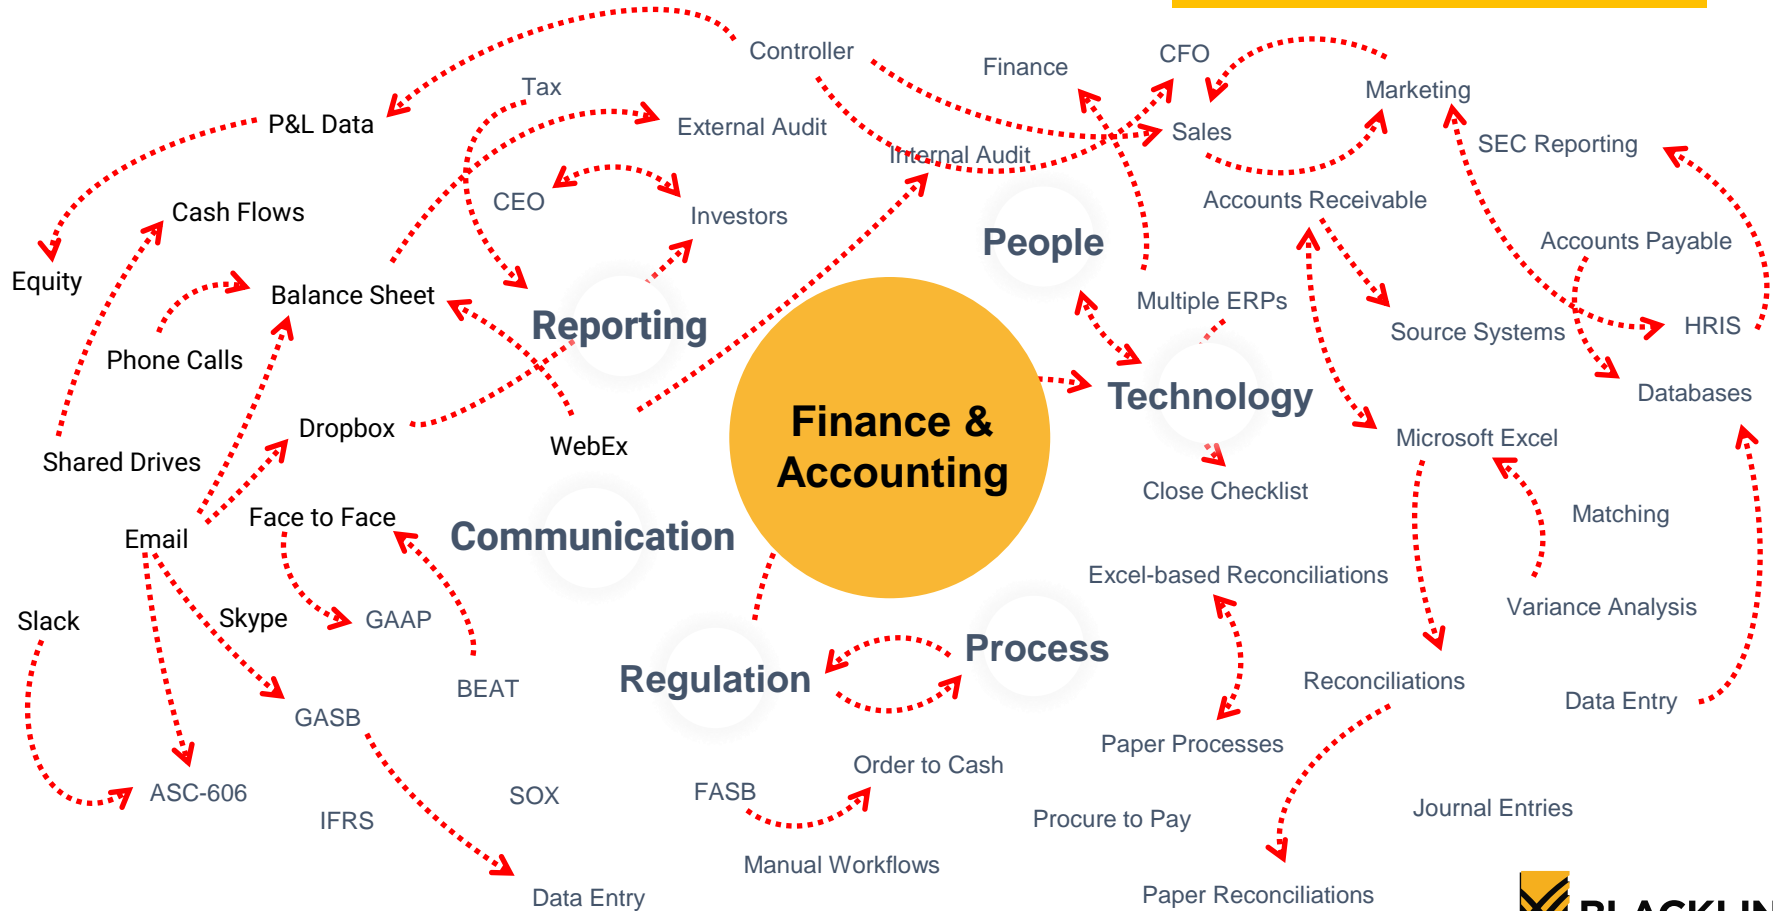 Controller
Finance
CFO
Tax
Marketing
P&L Data
External Audit
Sales
Internal Audit
SEC Reporting
CEO
Investors
Accounts Receivable
Cash Flows
People
Accounts Payable
Equity
Balance Sheet
Multiple ERPs
Reporting
Source Systems
HRIS
Phone Calls
Technology
Databases
Dropbox
WebEx
Finance &
Accounting
Microsoft Excel
Shared Drives
Close Checklist
Face to Face
Matching
Email
Communication
Excel-based Reconciliations
Variance Analysis
Slack
Skype
GAAP
Process
Regulation
Reconciliations
BEAT
Data Entry
GASB
Paper Processes
Order to Cash
ASC-606
SOX
FASB
IFRS
Procure to Pay
Journal Entries
Manual Workflows
Data Entry
Paper Reconciliations
BLACKLIN